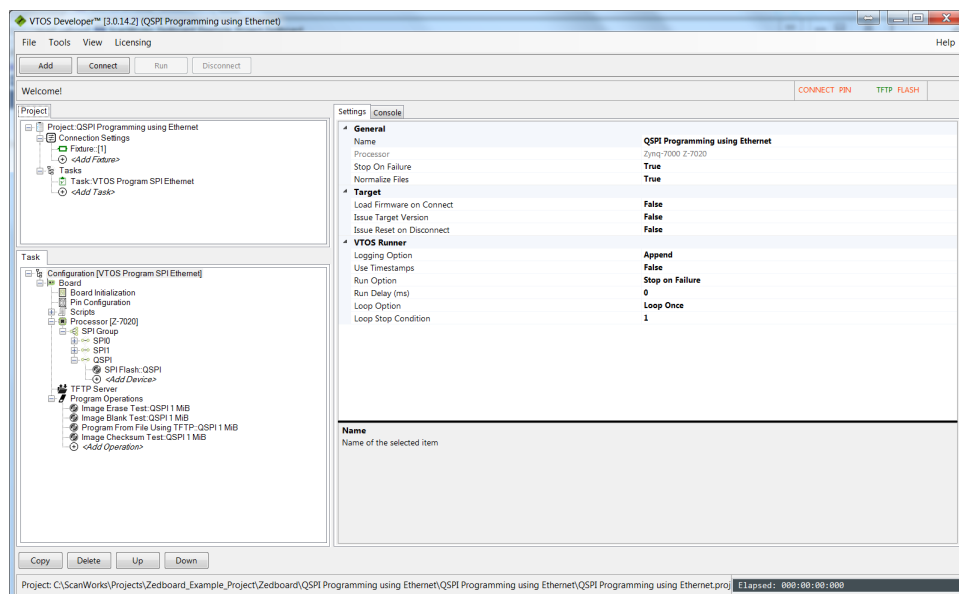 VTOS Developer™ [3.0.14.2] (QSPI Programming using Ethernet)
File Tools View Licensing Help
Add Connect Run Disconnect
Welcome! CONNECT PIN TFTP FLASH
Project
Project::QSPI Programming using Ethernet
Connection Settings
Fixture::[1]
<Add Fixture>
Tasks
Task::VTOS Program SPI Ethernet
<Add Task>
Task
Configuration [VTOS Program SPI Ethernet]
Board
Board Initialization
Pin Configuration
Scripts
Processor [Z-7020]
SPI Group
SPI0
SPI1
QSPI
SPI Flash::QSPI
<Add Device>
TFTP Server
Program Operations
Image Erase Test::QSPI 1 MiB
Image Blank Test::QSPI 1 MiB
Program From File Using TFTP::QSPI 1 MiB
Image Checksum Test::QSPI 1 MiB
<Add Operation>
Settings Console
General
Name QSPI Programming using Ethernet
Processor Zynq-7000 Z-7020
Stop On Failure True
Normalize Files True
Target
Load Firmware on Connect False
Issue Target Version False
Issue Reset on Disconnect False
VTOS Runner
Logging Option Append
Use Timestamps False
Run Option Stop on Failure
Run Delay (ms) 0
Loop Option Loop Once
Loop Stop Condition 1
Name
Name of the selected item
Copy Delete Up Down
Project: C:\ScanWorks\Projects\Zedboard_Example_Project\Zedboard\QSPI Programming using Ethernet\QSPI Programming using Ethernet\QSPI Programming using Ethernet.proj Elapsed: 000:00:00:000